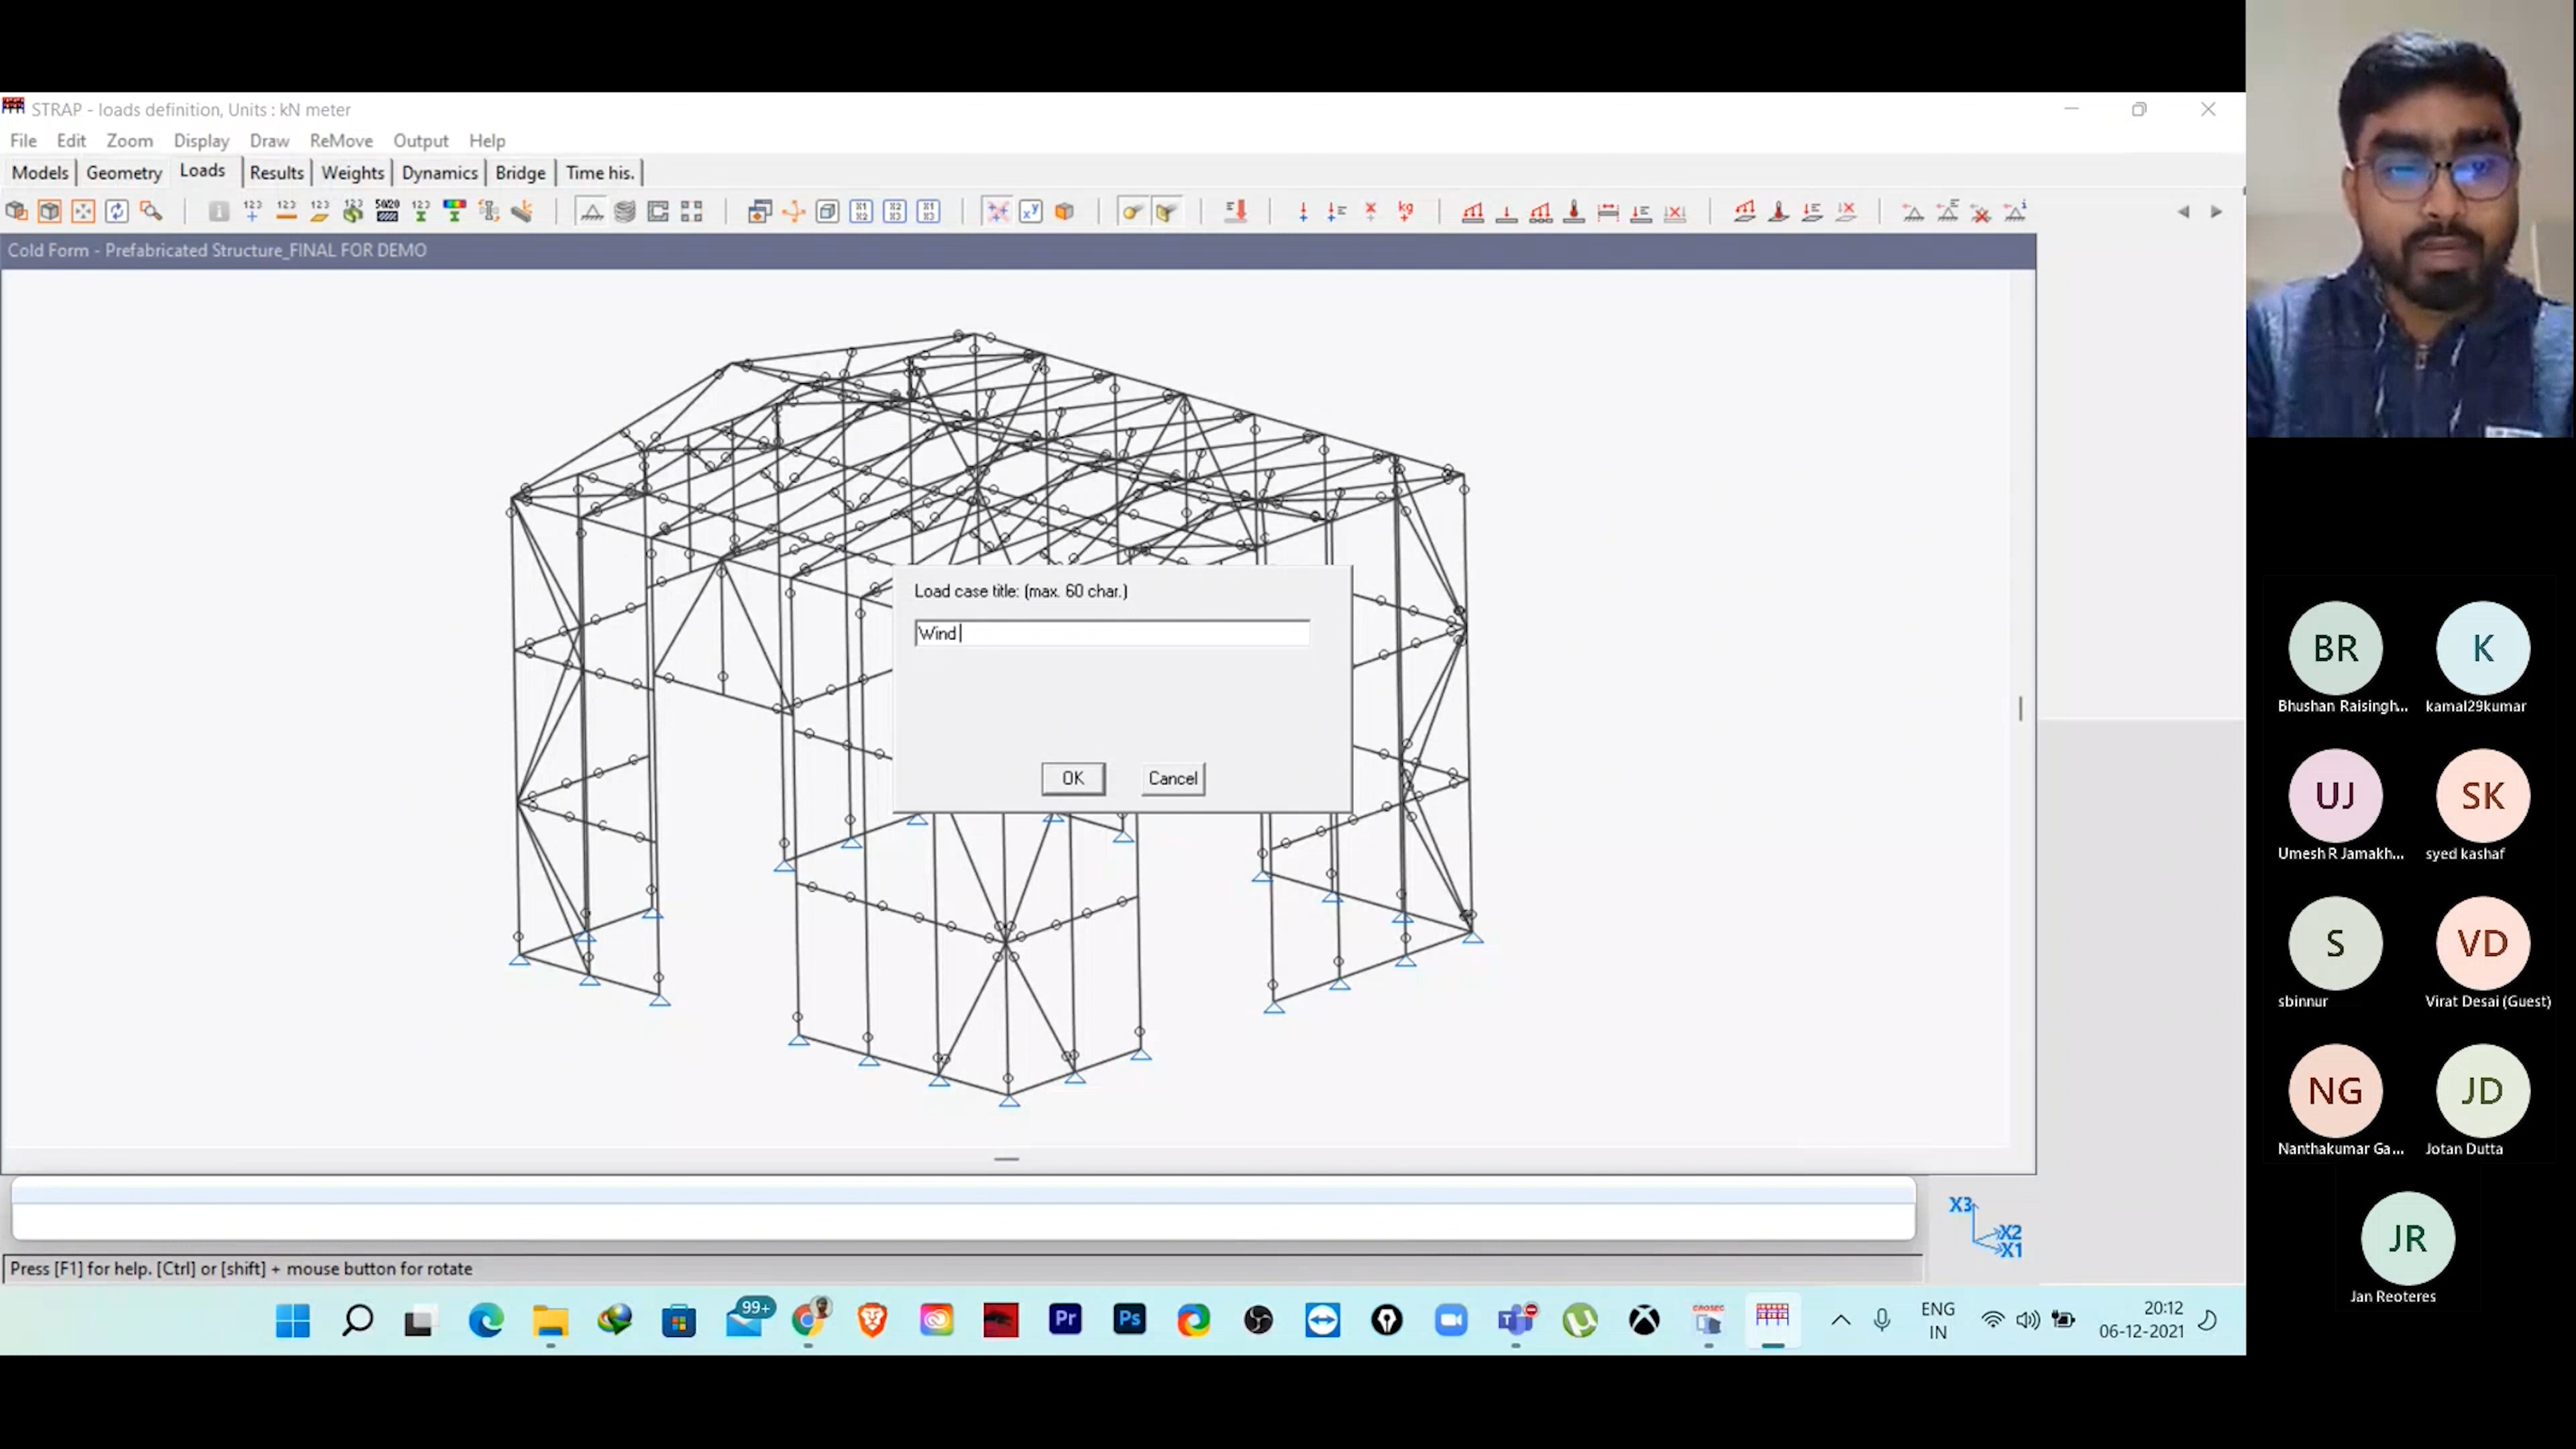 STRAP - loads definition, Units : kN meter
File Edit Zoom Display Draw ReMove Output Help
Models Geometry Loads Results Weights Dynamics Bridge Time his.
Cold Form - Prefabricated Structure_FINAL FOR DEMO
Load case title: (max. 60 char.)
Wind
OK Cancel
X3
X2
X1
Press [F1] for help. [Ctrl] or [shift] + mouse button for rotate
99+
Pr
Ps
CROSEC
ENG
IN
20:12
06-12-2021
BR
Bhushan Raisingh...
K
kamal29kumar
UJ
Umesh R Jamakh...
SK
syed kashaf
S
sbinnur
VD
Virat Desai (Guest)
NG
Nanthakumar Ga...
JD
Jotan Dutta
JR
Jan Reoteres